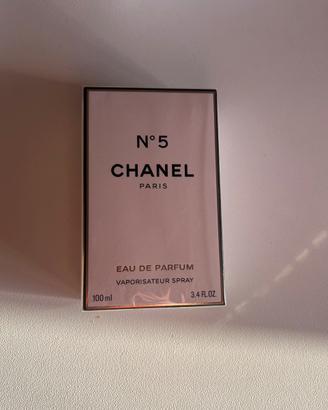 N°5
CHANEL
PARIS
EAU DE PARFUM
VAPORISATEUR SPRAY
100 ml 3.4 FL.OZ.